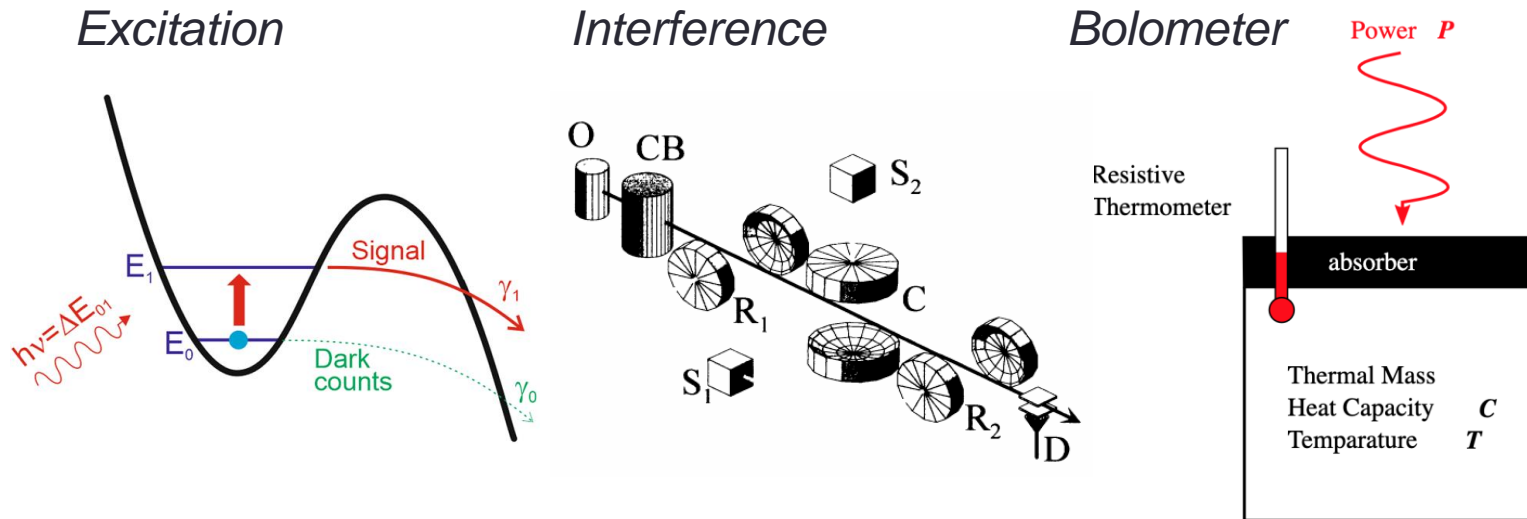 Excitation
Interference
Bolometer
Power P
E₁
E₀
hν=ΔE₀₁
Signal
γ₁
Dark
counts
γ₀
O
CB
S₂
R₁
C
S₁
R₂
D
Resistive
Thermometer
absorber
Thermal Mass
Heat Capacity C
Temparature T